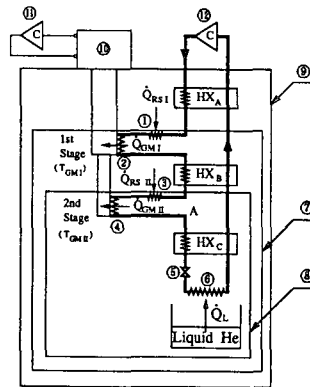 ⑪
C
⑩
⑫
C
⑨
Q̇RS I
HXA
①
1st Stage (TGM I)
Q̇GM I
②
Q̇RS II
③
HXB
2nd Stage (TGM II)
Q̇GM II
④
A
⑦
HXC
⑤
⑥
⑧
Q̇L
Liquid He